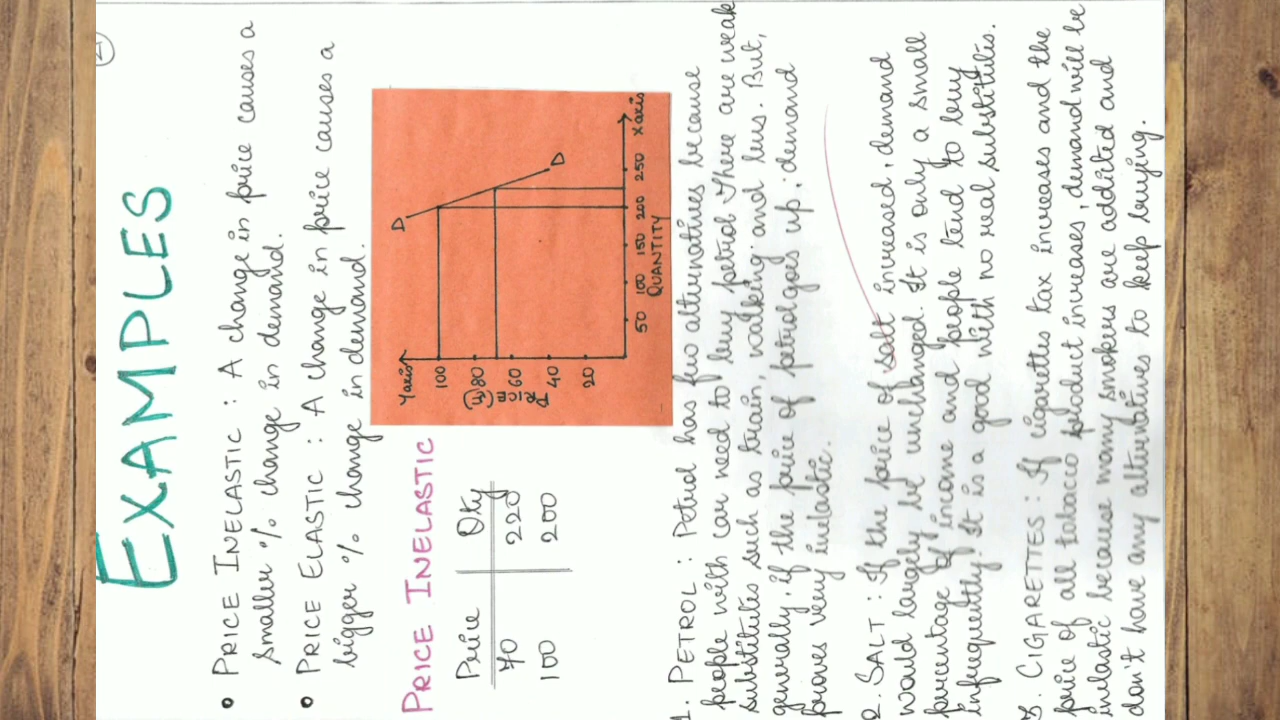 2
EXAMPLES
• PRICE INELASTIC : A change in price causes a
smaller % change in demand.
• PRICE ELASTIC : A change in price causes a
bigger % change in demand.
PRICE INELASTIC
Price Qty
70 220
100 200
Y axis
D
100
80
60
40
20
PRICE (₹)
D
50 100 150 200 250 X axis
QUANTITY
1. PETROL : Petrol has few alternatives because
people with car need to buy petrol. There are weak
substitutes such as train, walking and bus. But,
generally, if the price of petrol goes up, demand
proves very inelastic.
2. SALT : If the price of salt increased, demand
would largely be unchanged. It is only a small
percentage of income and people tend to buy
infrequently. It is a good with no real substitutes.
3. CIGARETTES : If cigarettes tax increases and the
price of all tobacco product increases, demand will be
inelastic because many smokers are addited and
don't have any alternatives to keep buying.